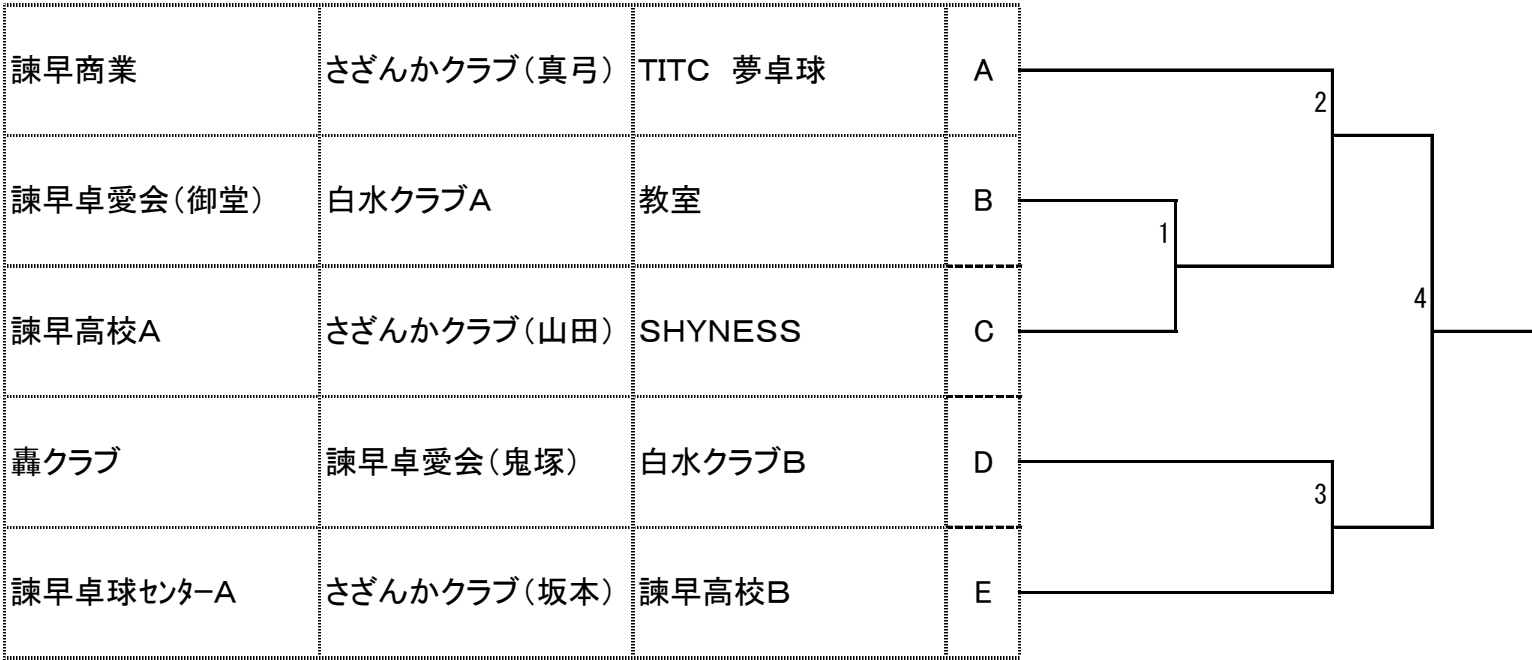 諫早商業 さざんかクラブ（真弓） TITC　夢卓球 A
2
諫早卓愛会（御堂） 白水クラブA 教室 B
1
4
諫早高校A さざんかクラブ（山田） SHYNESS C
轟クラブ 諫早卓愛会（鬼塚） 白水クラブB D
3
諫早卓球ｾﾝﾀｰA さざんかクラブ（坂本） 諫早高校B E